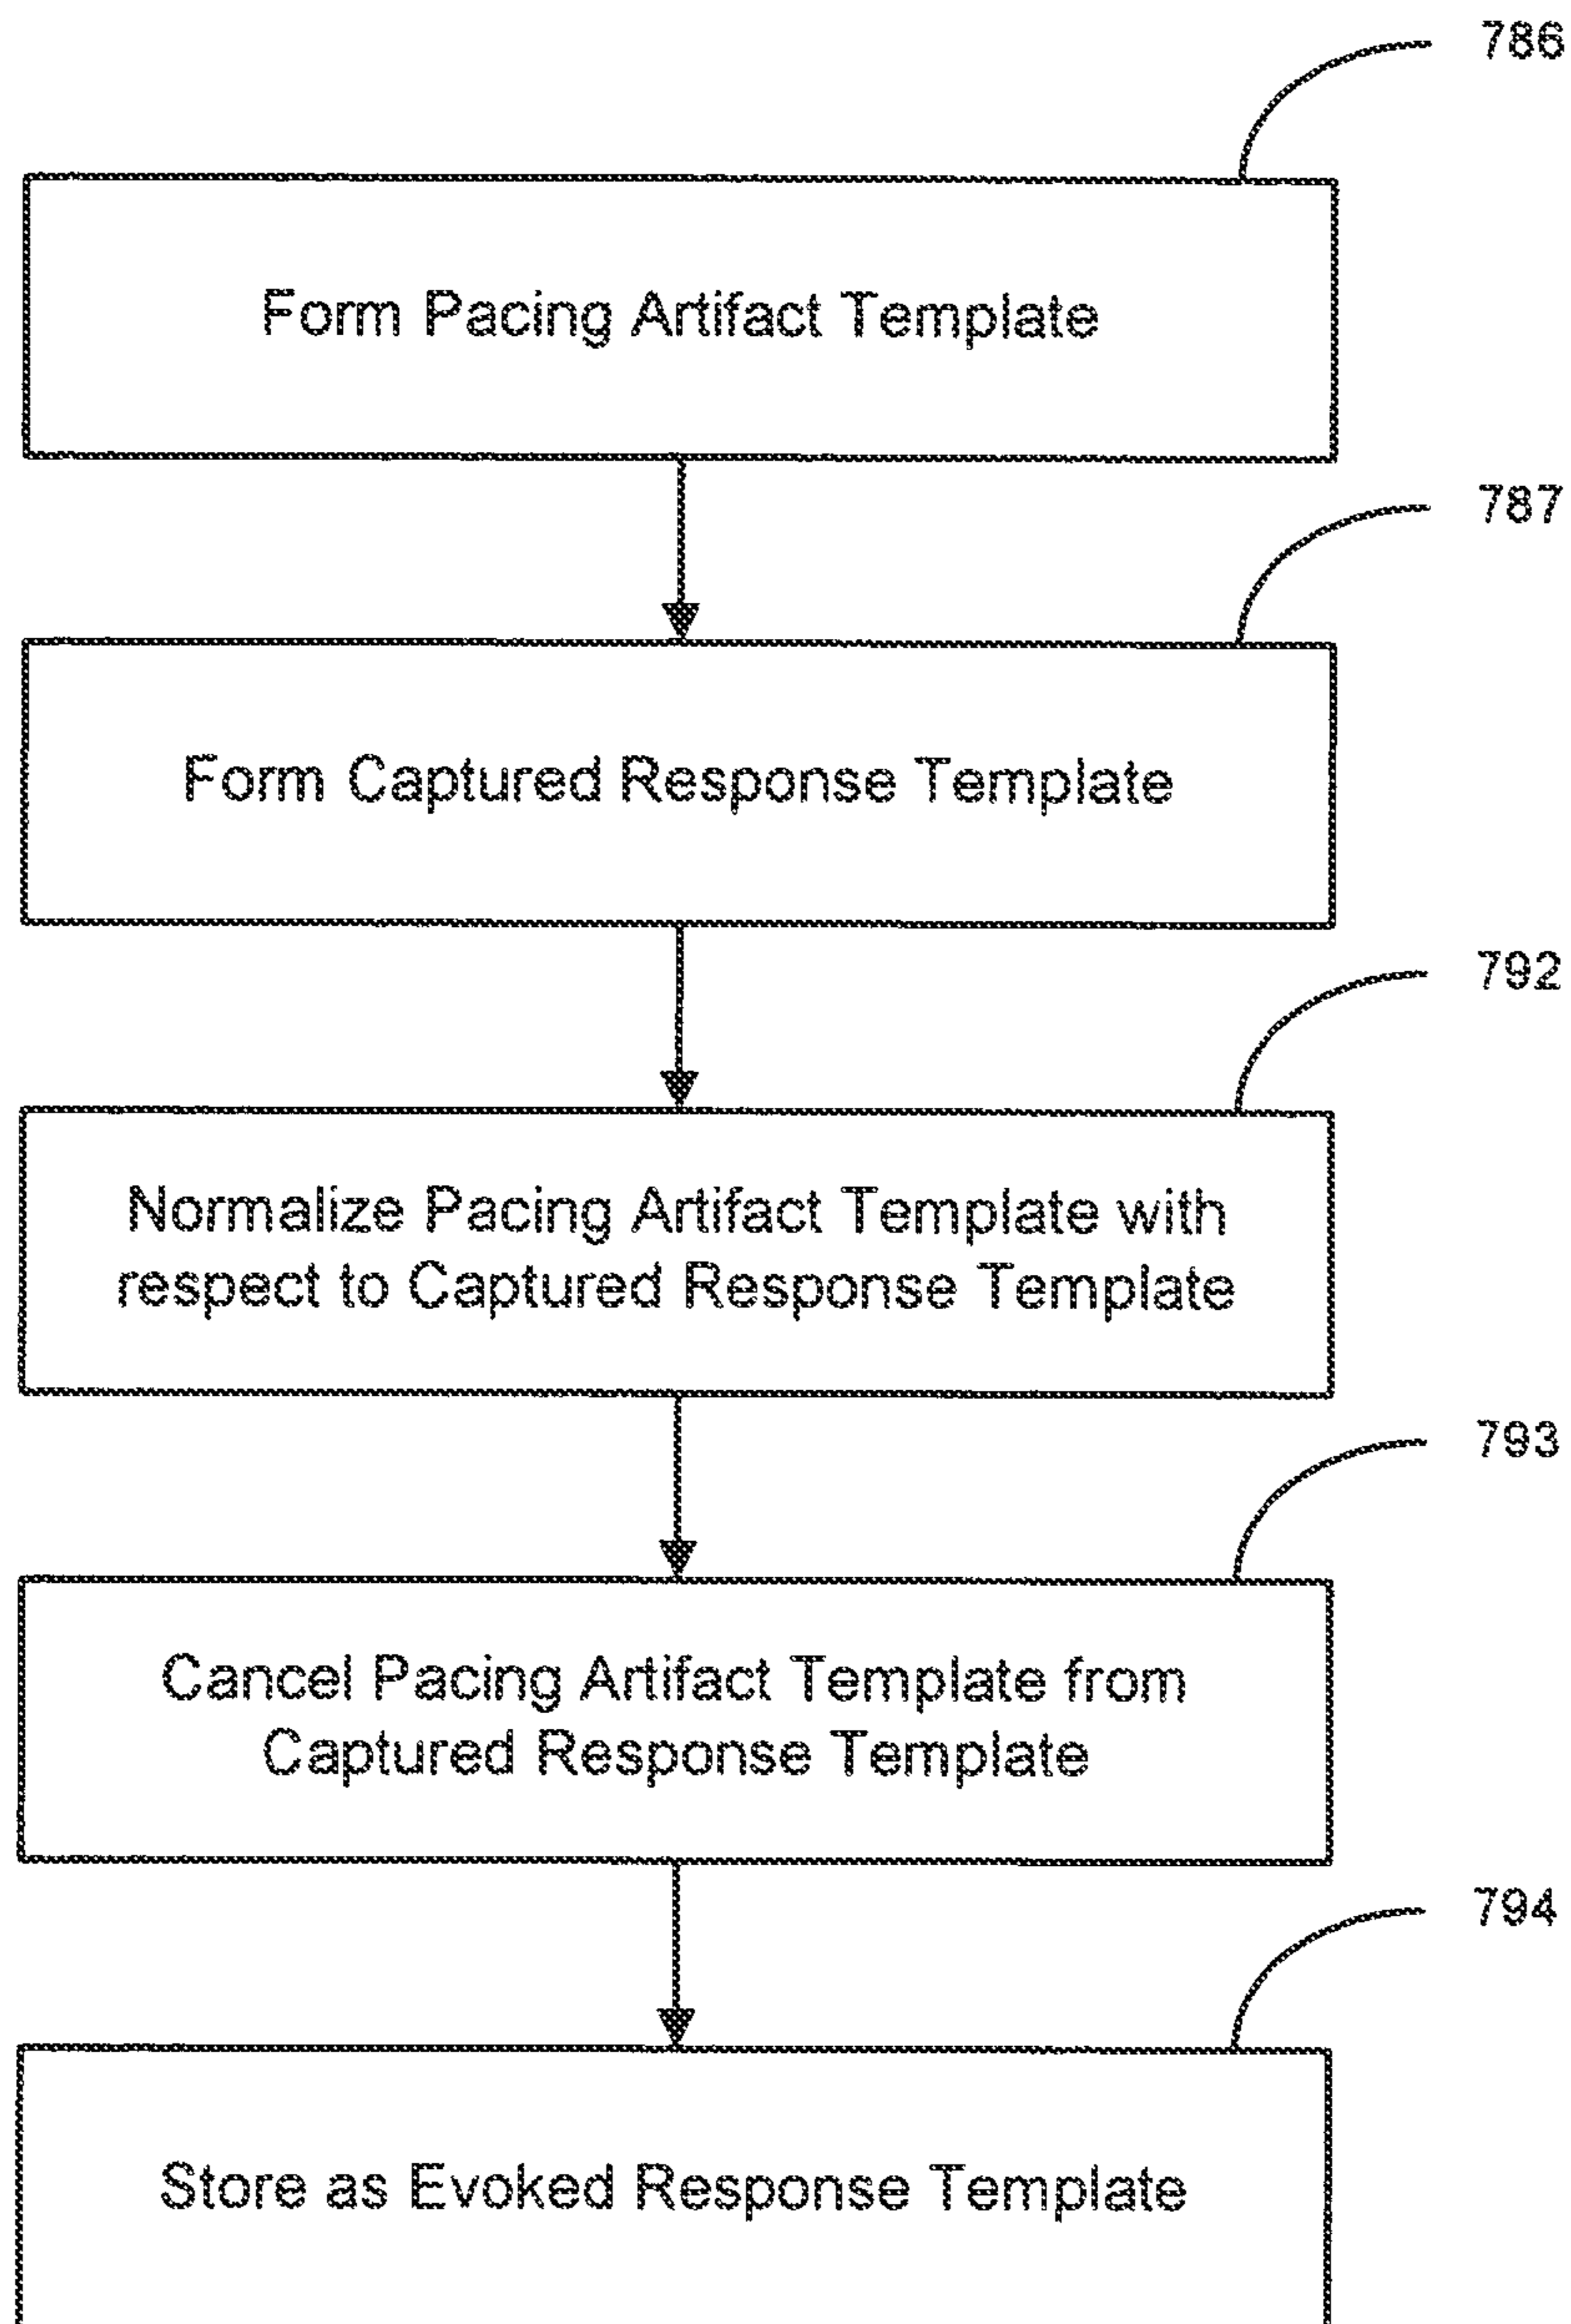 786
Form Pacing Artifact Template
787
Form Captured Response Template
792
Normalize Pacing Artifact Template with
respect to Captured Response Template
793
Cancel Pacing Artifact Template from
Captured Response Template
794
Store as Evoked Response Template